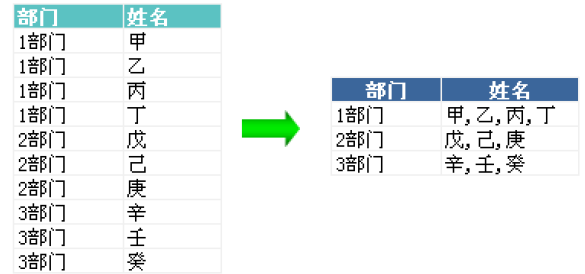 部门 姓名
1部门 甲
1部门 乙
1部门 丙
1部门 丁
2部门 戊
2部门 己
2部门 庚
3部门 辛
3部门 壬
3部门 癸
部门 姓名
1部门 甲,乙,丙,丁
2部门 戊,己,庚
3部门 辛,壬,癸